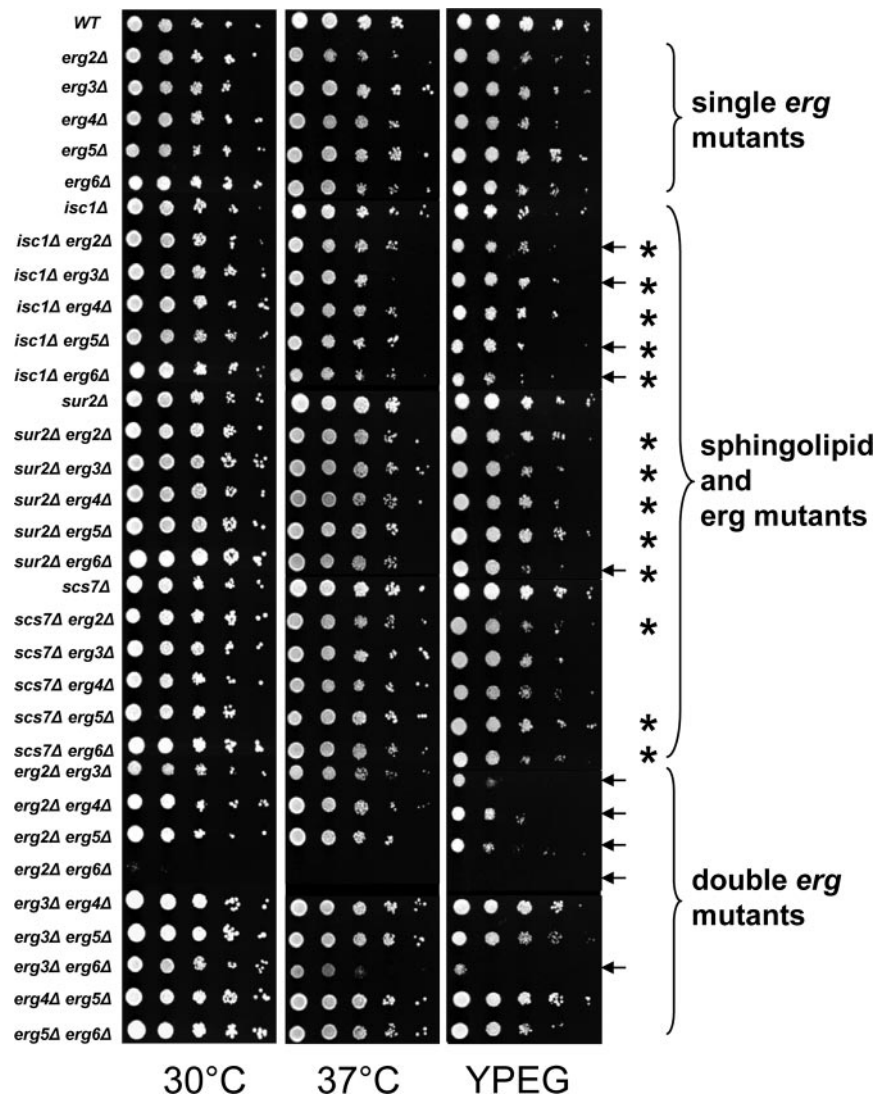 WT
erg2Δ
erg3Δ
erg4Δ
erg5Δ
erg6Δ
single erg
mutants
isc1Δ
isc1Δ erg2Δ
*
isc1Δ erg3Δ
*
isc1Δ erg4Δ
*
isc1Δ erg5Δ
*
isc1Δ erg6Δ
*
sur2Δ
sur2Δ erg2Δ
*
sur2Δ erg3Δ
*
sur2Δ erg4Δ
*
sur2Δ erg5Δ
*
sur2Δ erg6Δ
*
sphingolipid
and
erg mutants
scs7Δ
scs7Δ erg2Δ
*
scs7Δ erg3Δ
scs7Δ erg4Δ
scs7Δ erg5Δ
*
scs7Δ erg6Δ
*
erg2Δ erg3Δ
erg2Δ erg4Δ
erg2Δ erg5Δ
erg2Δ erg6Δ
erg3Δ erg4Δ
erg3Δ erg5Δ
erg3Δ erg6Δ
erg4Δ erg5Δ
erg5Δ erg6Δ
double erg
mutants
30°C
37°C
YPEG